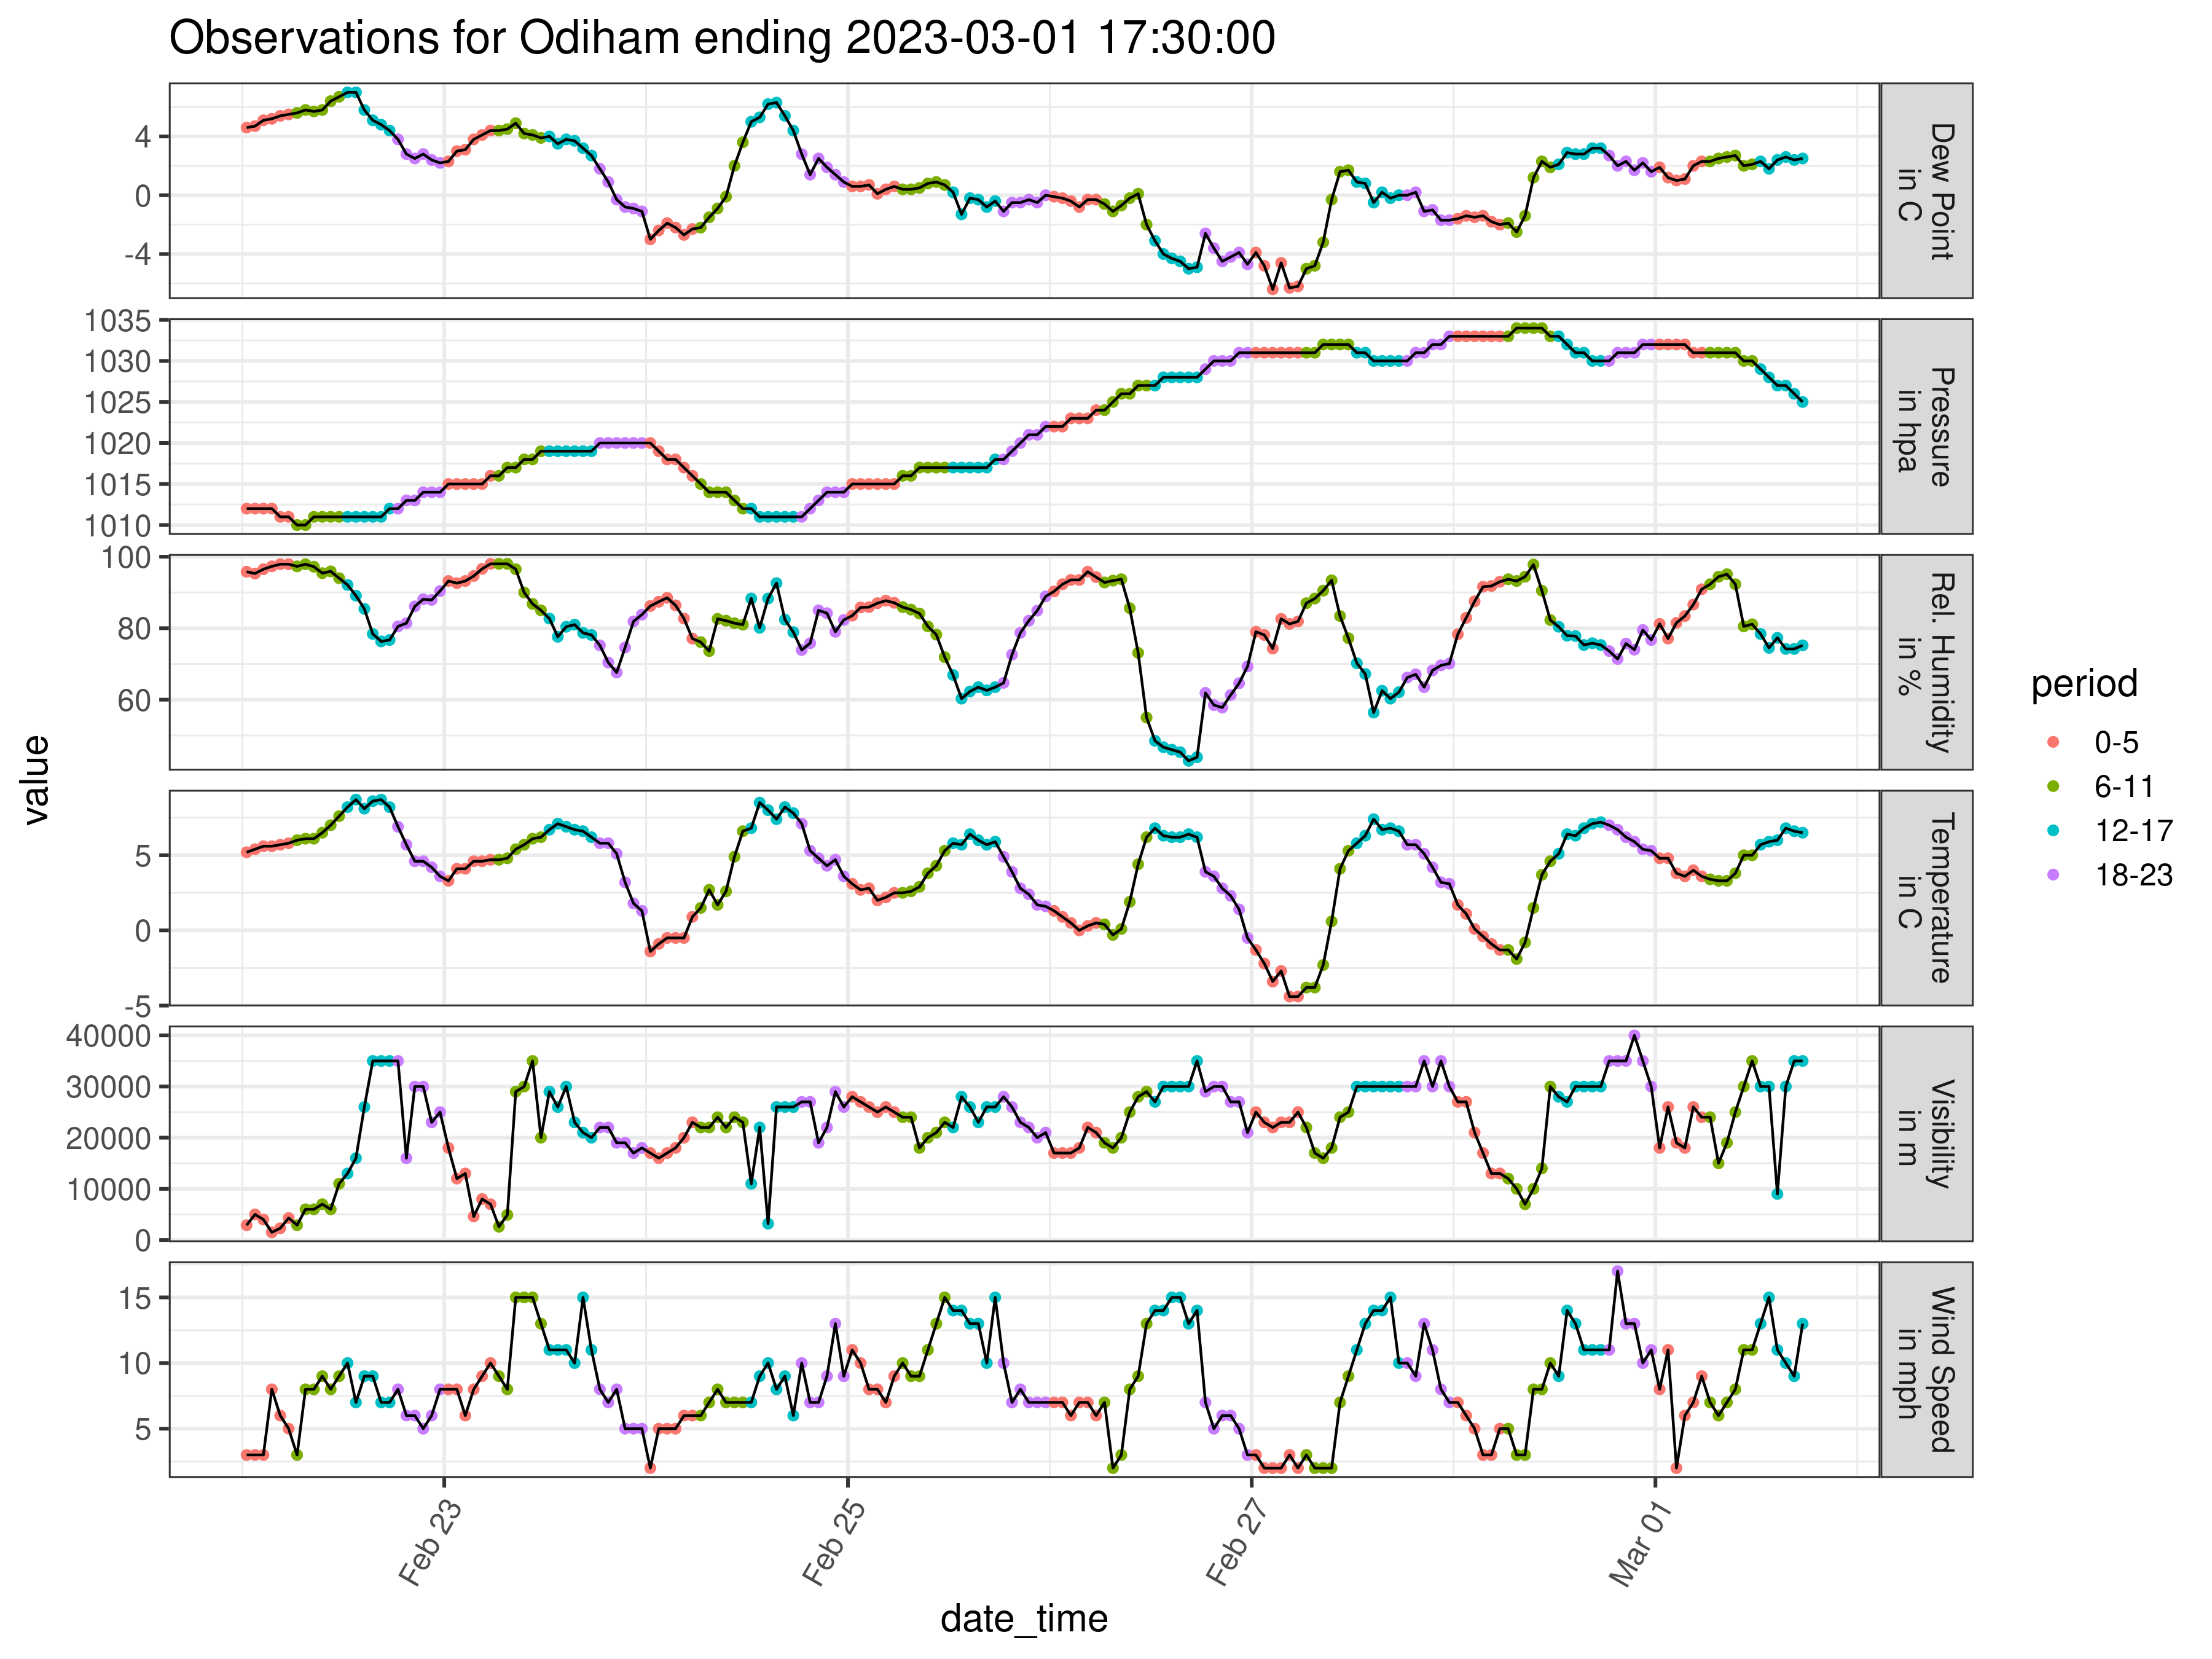 Observations for Odiham ending 2023-03-01 17:30:00
value
4
0
-4
Dew Point
in C
1035
1030
1025
1020
1015
1010
Pressure
in hpa
100
80
60
Rel. Humidity
in %
5
0
-5
Temperature
in C
40000
30000
20000
10000
0
Visibility
in m
15
10
5
Wind Speed
in mph
Feb 23
Feb 25
Feb 27
Mar 01
date_time
period
0-5
6-11
12-17
18-23